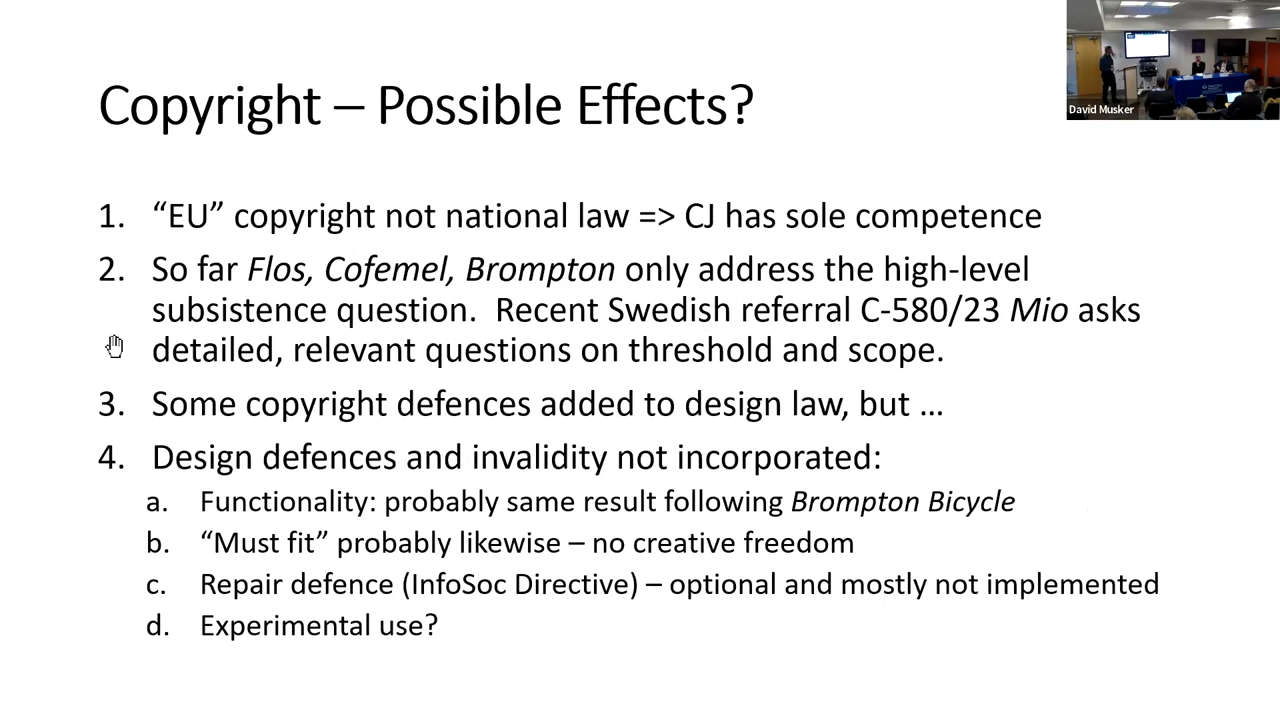 Copyright – Possible Effects?
David Musker
1. “EU” copyright not national law => CJ has sole competence
2. So far Flos, Cofemel, Brompton only address the high-level
subsistence question.  Recent Swedish referral C-580/23 Mio asks
detailed, relevant questions on threshold and scope.
3. Some copyright defences added to design law, but …
4. Design defences and invalidity not incorporated:
a. Functionality: probably same result following Brompton Bicycle
b. “Must fit” probably likewise – no creative freedom
c. Repair defence (InfoSoc Directive) – optional and mostly not implemented
d. Experimental use?